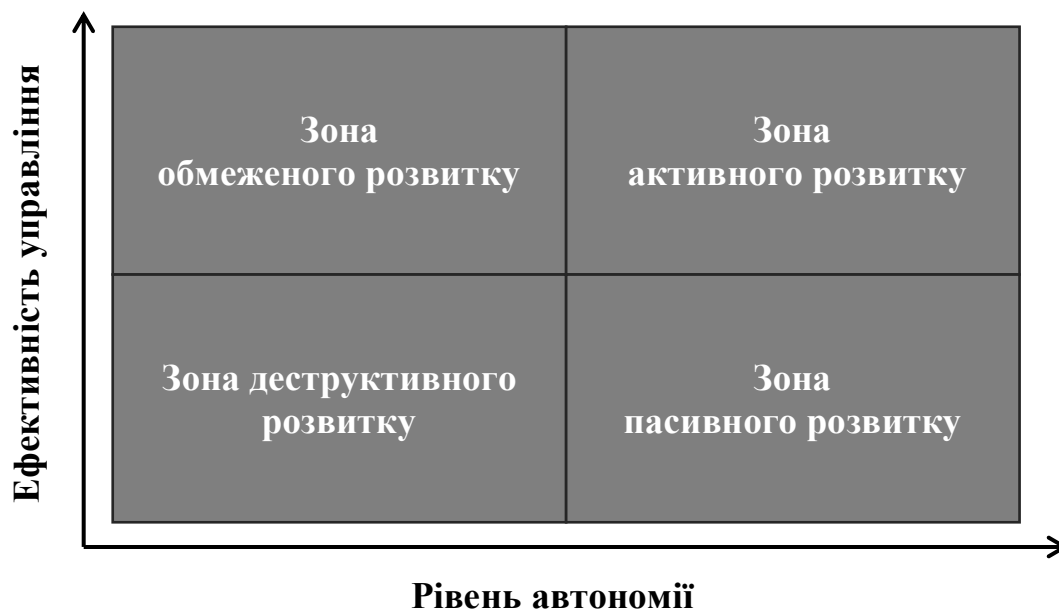 Ефективність управління
Зона
обмеженого розвитку
Зона
активного розвитку
Зона деструктивного
розвитку
Зона
пасивного розвитку
Рівень автономії